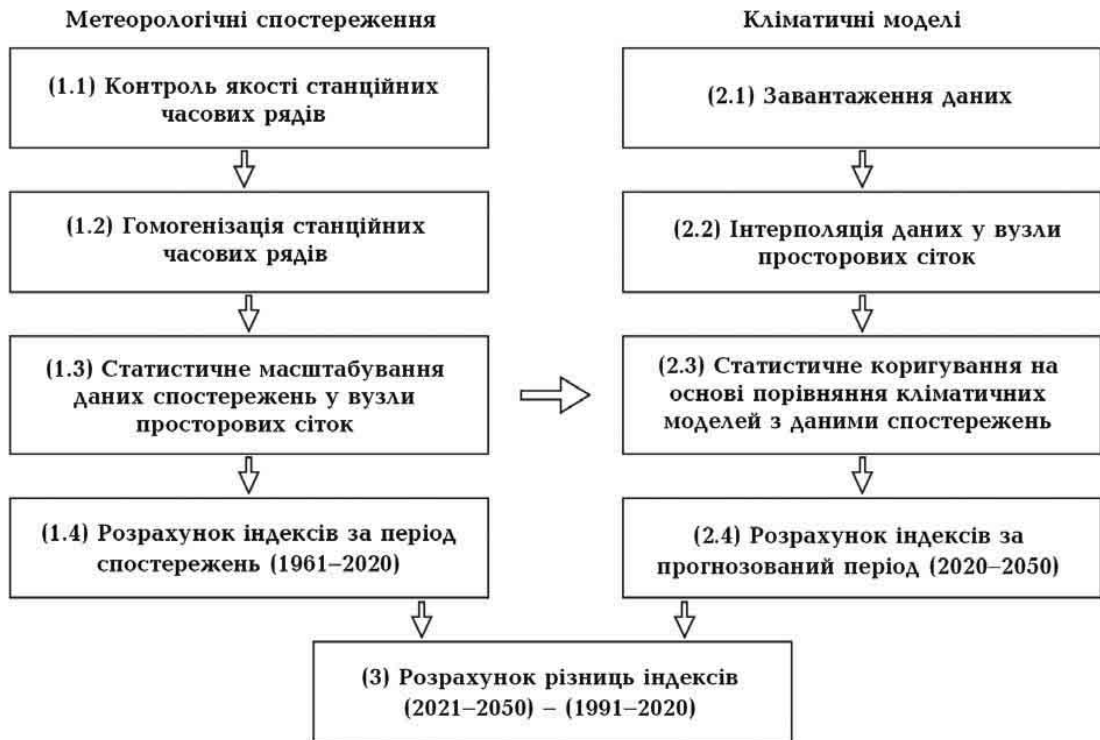 Метеорологічні спостереження
(1.1) Контроль якості станційних
часових рядів
(1.2) Гомогенізація станційних
часових рядів
(1.3) Статистичне масштабування
даних спостережень у вузли
просторових сіток
(1.4) Розрахунок індексів за період
спостережень (1961–2020)
Кліматичні моделі
(2.1) Завантаження даних
(2.2) Інтерполяція даних у вузли
просторових сіток
(2.3) Статистичне коригування на
основі порівняння кліматичних
моделей з даними спостережень
(2.4) Розрахунок індексів за
прогнозований період (2020–2050)
(3) Розрахунок різниць індексів
(2021–2050) – (1991–2020)